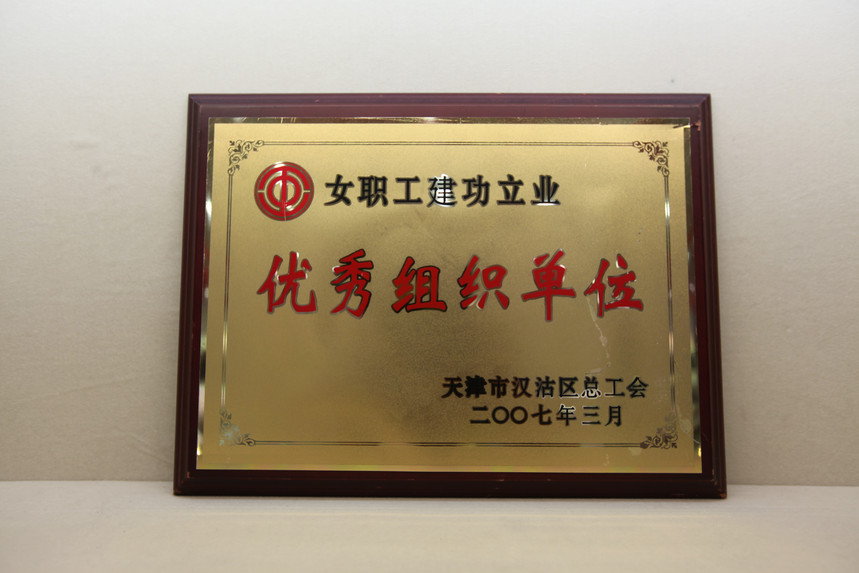 女职工建功立业
优秀组织单位
天津市汉沽区总工会
二〇〇七年三月